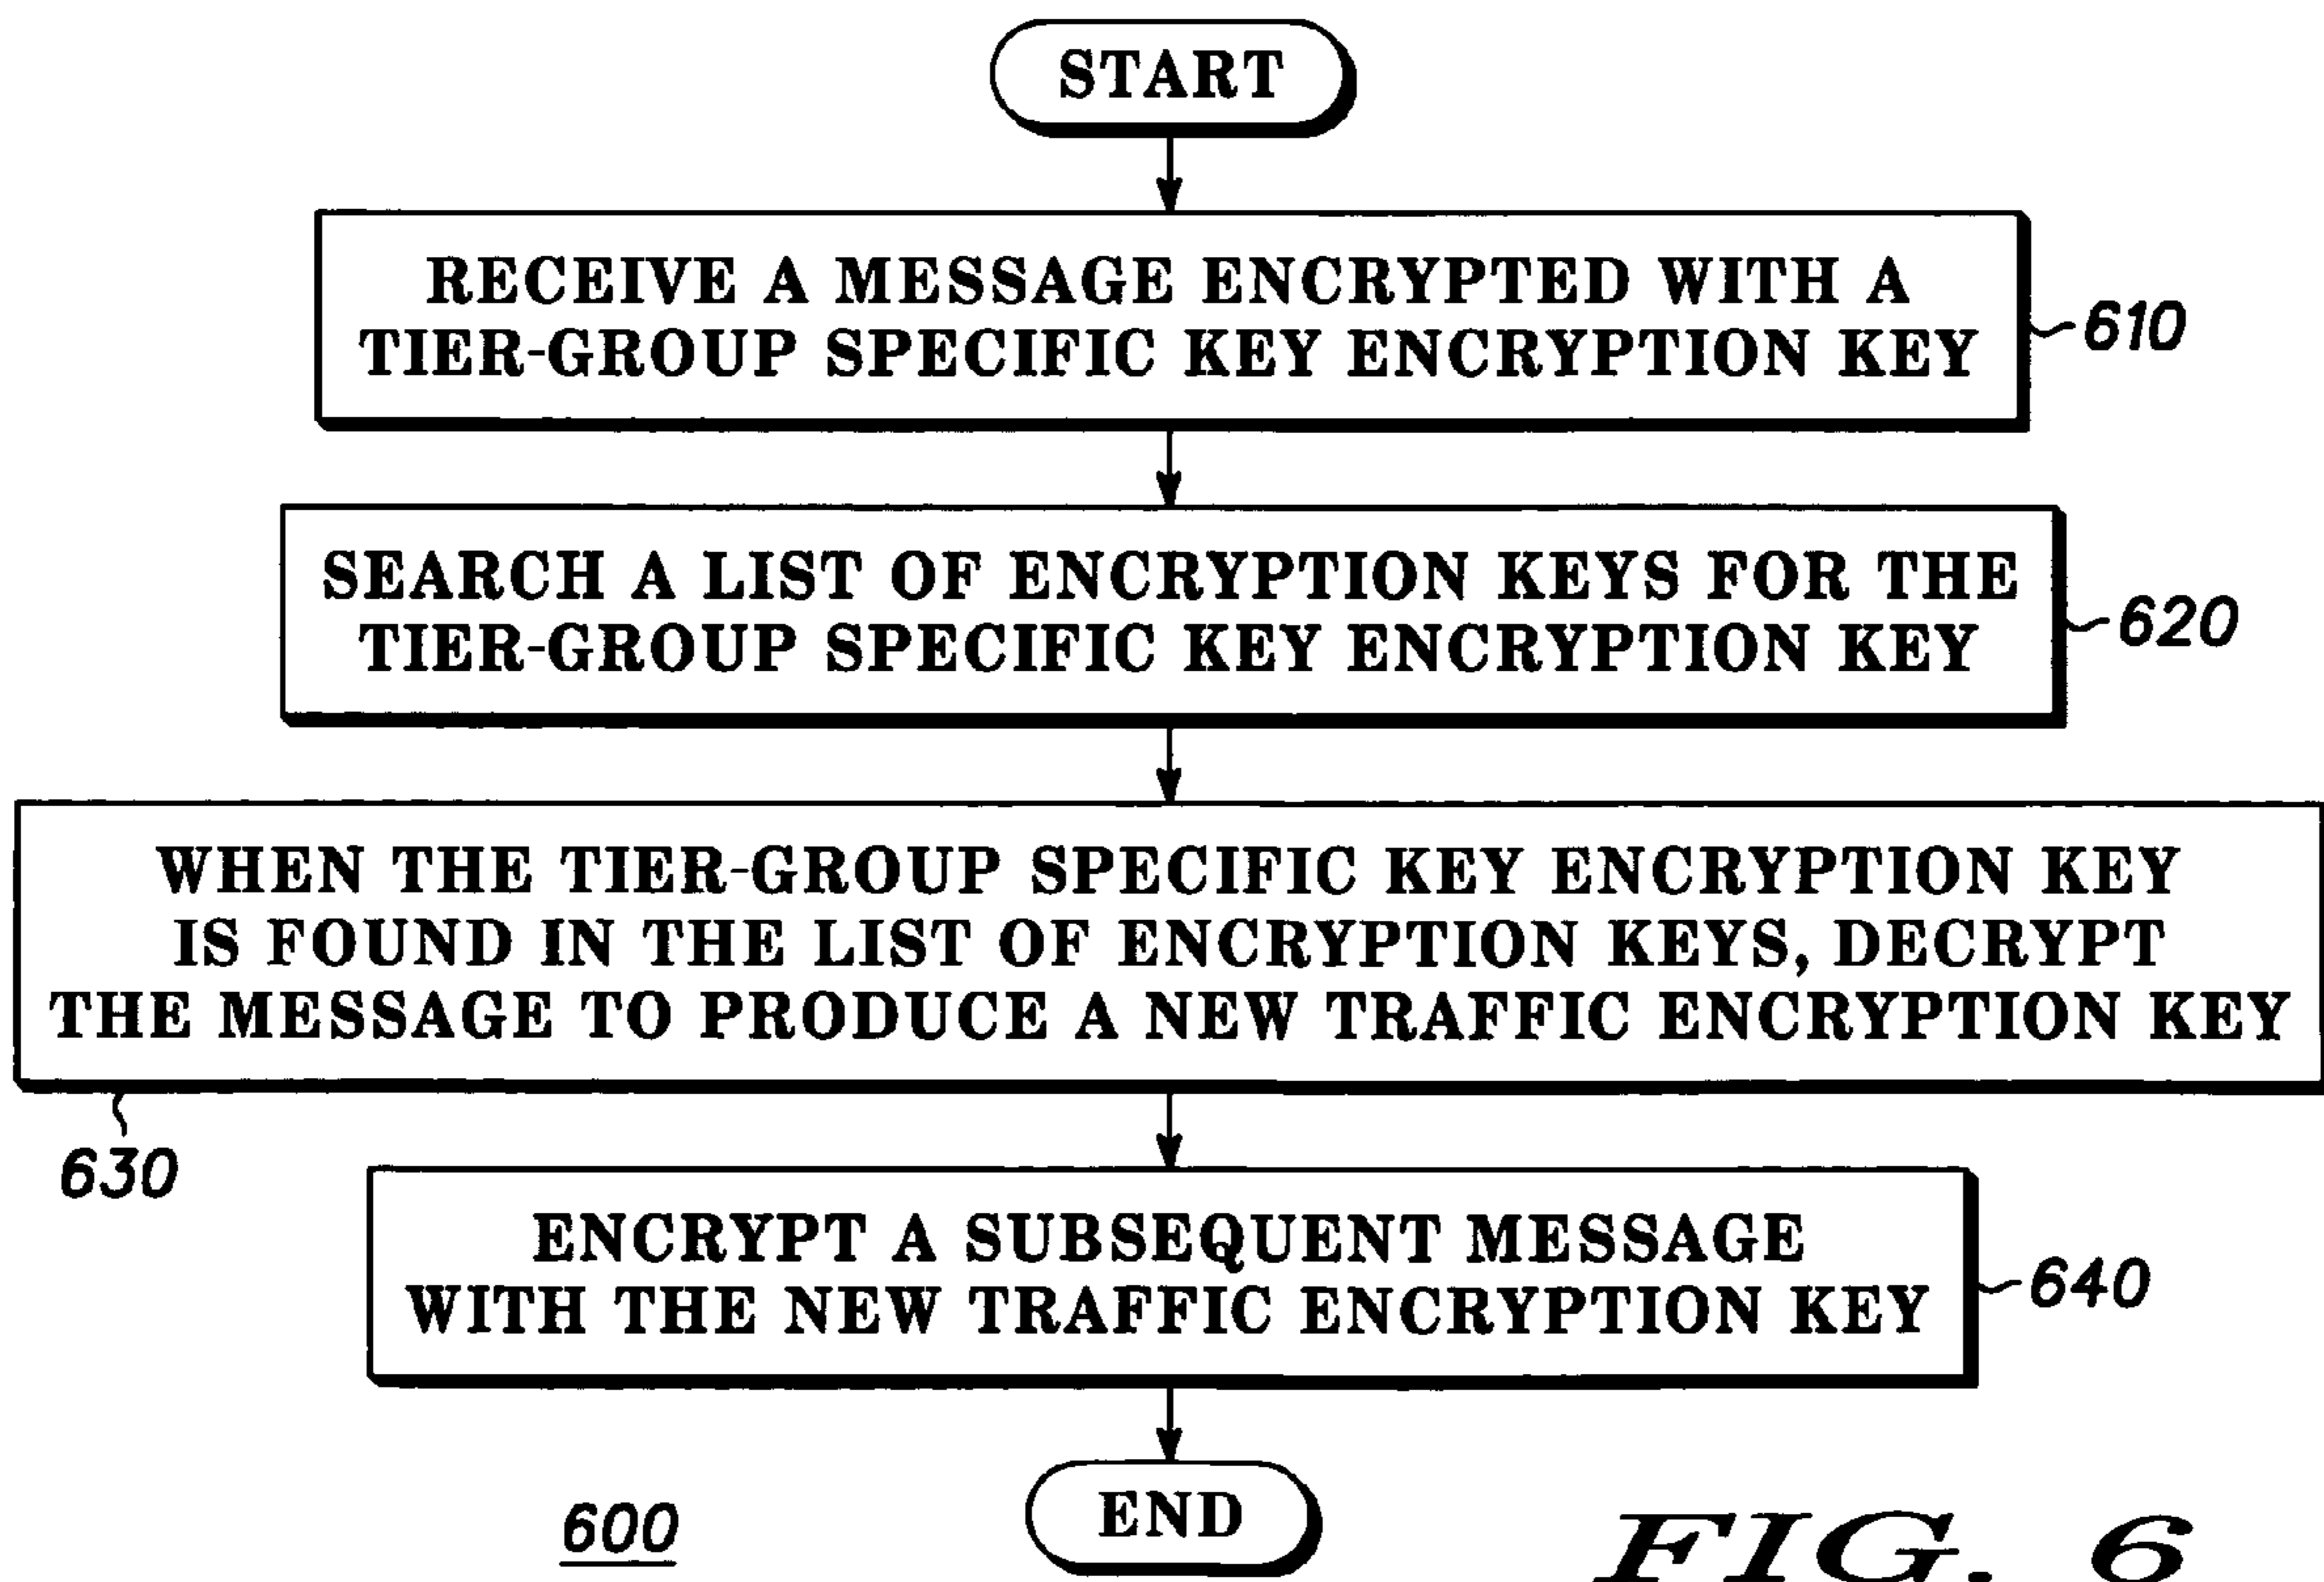 START
RECEIVE A MESSAGE ENCRYPTED WITH A
TIER-GROUP SPECIFIC KEY ENCRYPTION KEY
610
SEARCH A LIST OF ENCRYPTION KEYS FOR THE
TIER-GROUP SPECIFIC KEY ENCRYPTION KEY
620
WHEN THE TIER-GROUP SPECIFIC KEY ENCRYPTION KEY
IS FOUND IN THE LIST OF ENCRYPTION KEYS, DECRYPT
THE MESSAGE TO PRODUCE A NEW TRAFFIC ENCRYPTION KEY
630
ENCRYPT A SUBSEQUENT MESSAGE
WITH THE NEW TRAFFIC ENCRYPTION KEY
640
END
600
FIG. 6